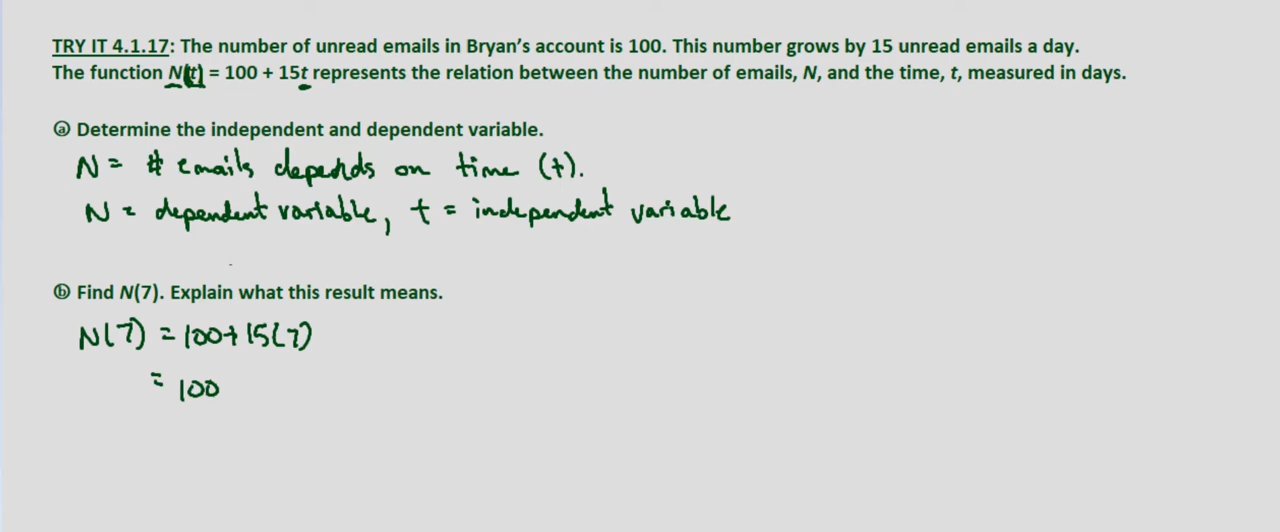 TRY IT 4.1.17: The number of unread emails in Bryan's account is 100. This number grows by 15 unread emails a day.
The function N(t) = 100 + 15t represents the relation between the number of emails, N, and the time, t, measured in days.
ⓐ Determine the independent and dependent variable.
N = # emails depends on time (t).
N = dependent variable, t = independent variable
ⓑ Find N(7). Explain what this result means.
N(7) = 100+15(7)
= 100